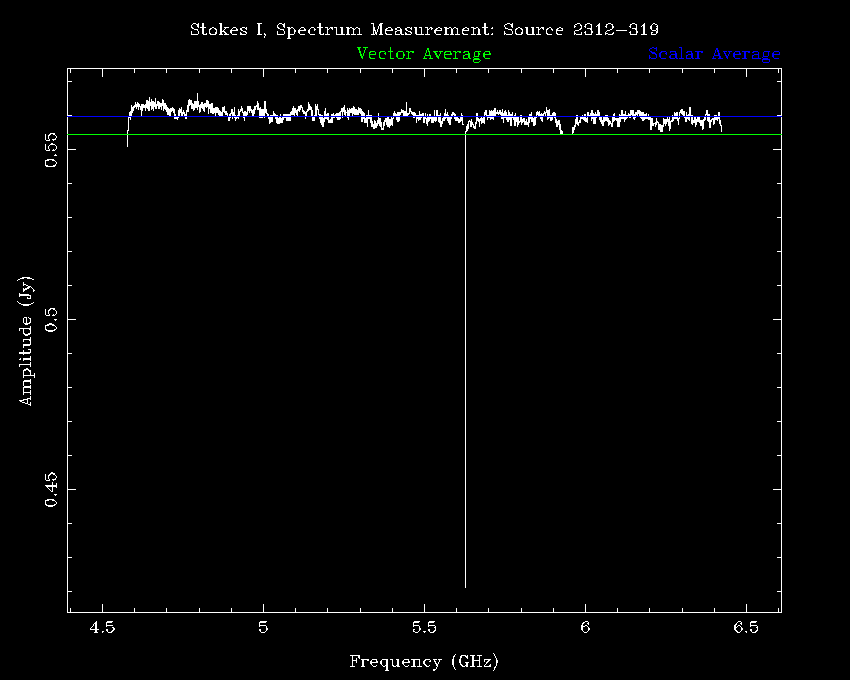 Stokes I, Spectrum Measurement: Source 2312-319
Vector Average
Scalar Average
Amplitude (Jy)
0.55
0.5
0.45
4.5 5 5.5 6 6.5
Frequency (GHz)